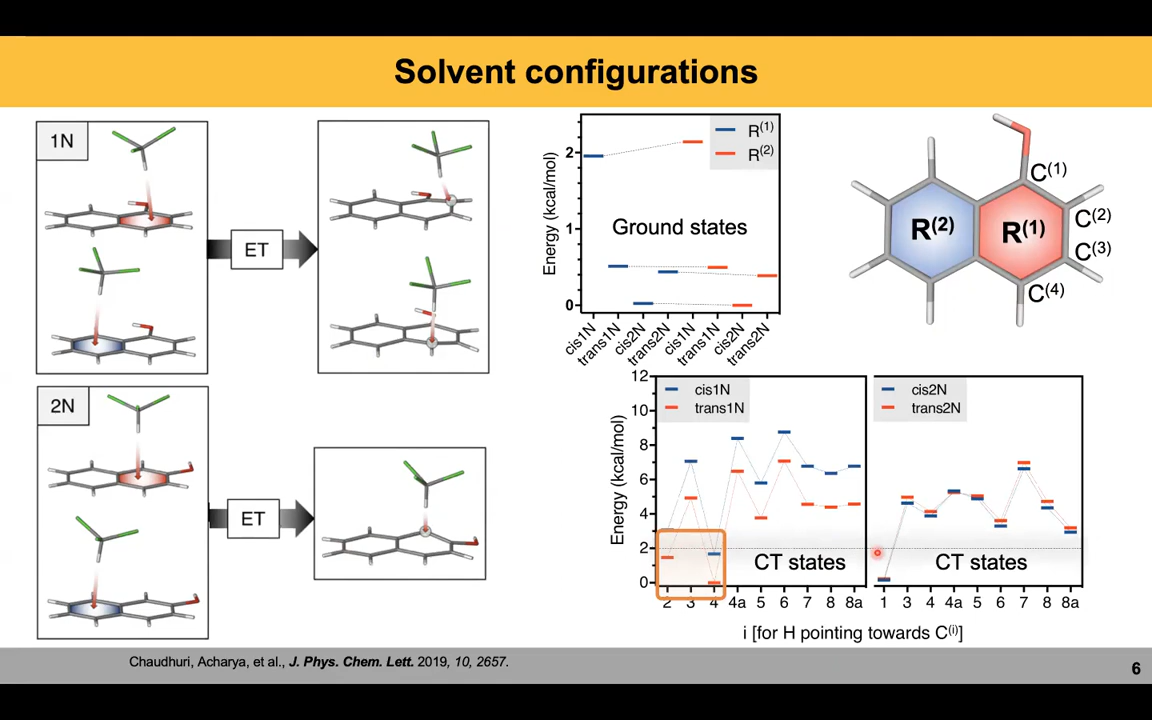 Solvent configurations
1N
ET
2N
ET
Energy (kcal/mol)
2
1
0
R(1)
R(2)
Ground states
cis1N
trans1N
cis2N
trans2N
cis1N
trans1N
cis2N
trans2N
R(2)
R(1)
C(1)
C(2)
C(3)
C(4)
Energy (kcal/mol)
12
10
8
6
4
2
0
cis1N
trans1N
CT states
2 3 4 4a 5 6 7 8 8a
cis2N
trans2N
CT states
1 3 4 4a 5 6 7 8 8a
i [for H pointing towards C(i)]
Chaudhuri, Acharya, et al., J. Phys. Chem. Lett. 2019, 10, 2657.
6